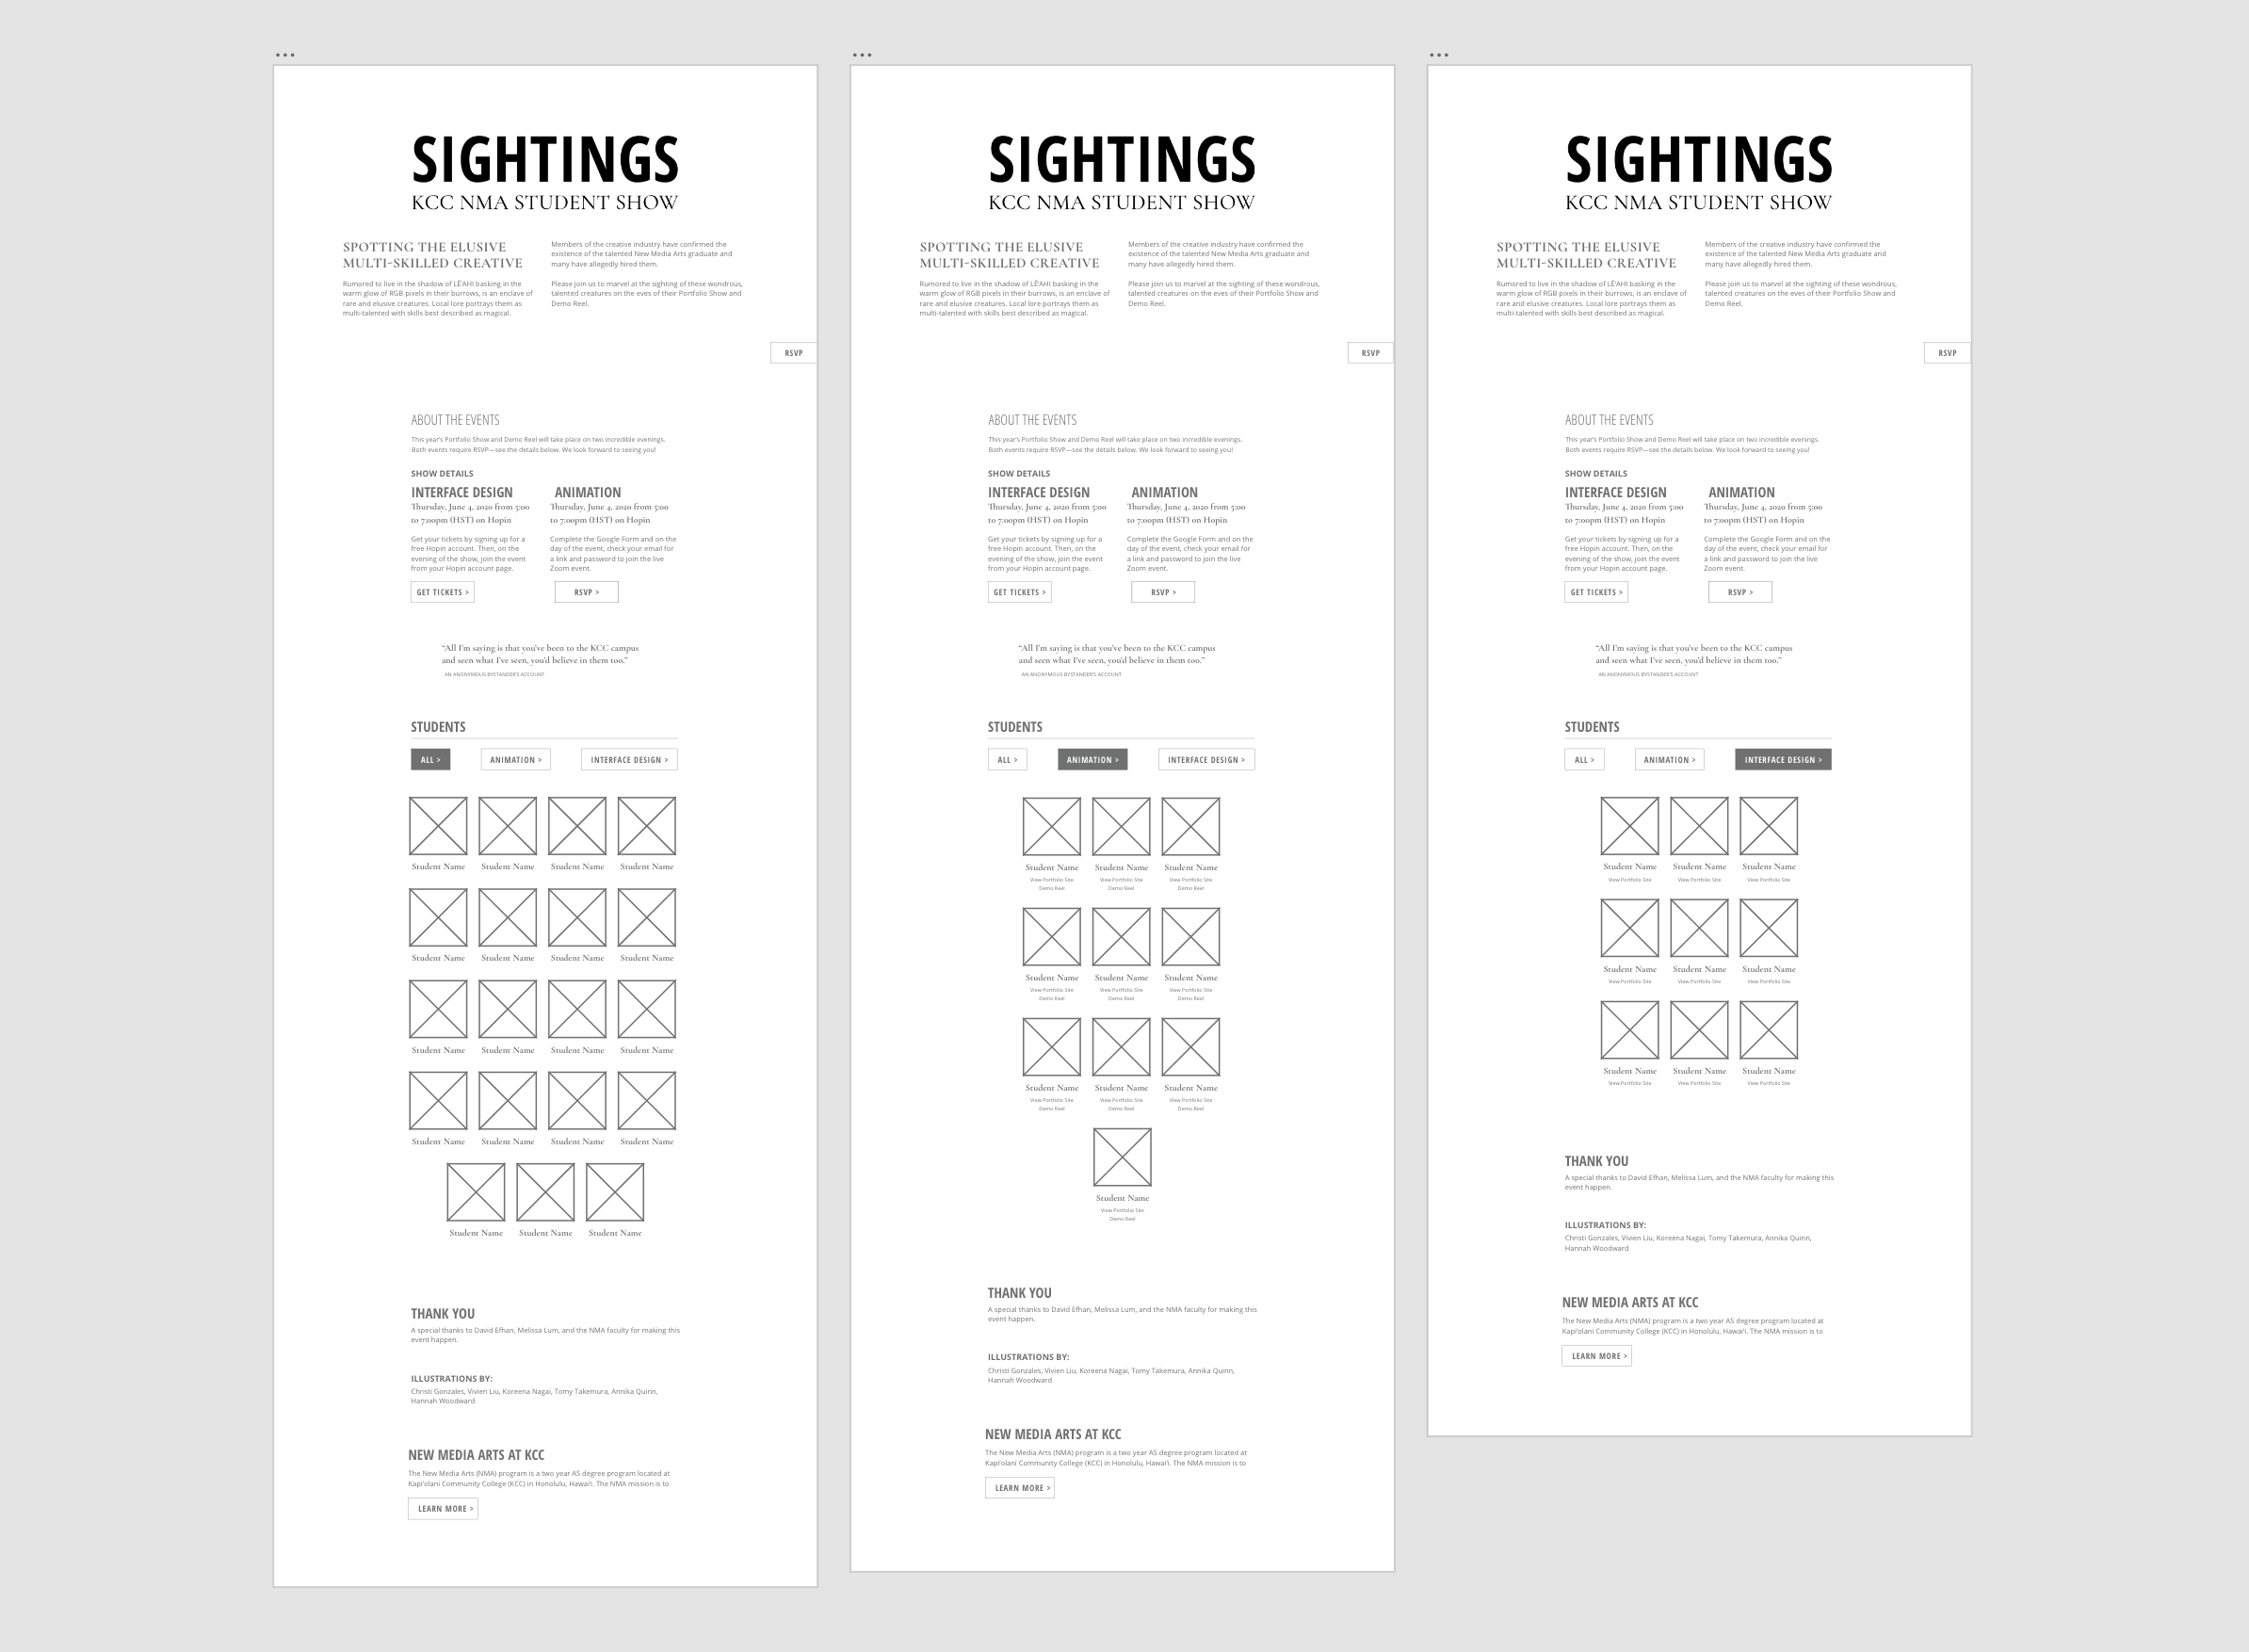 SIGHTINGS
KCC NMA STUDENT SHOW
SPOTTING THE ELUSIVE
MULTI-SKILLED CREATIVE
Rumored to live in the shadow of LĒʻAHI basking in the
warm glow of RGB pixels in their burrows, is an enclave of
rare and elusive creatures. Local lore portrays them as
multi-talented with skills best described as magical.
Members of the creative industry have confirmed the
existence of the talented New Media Arts graduate and
many have allegedly hired them.
Please join us to marvel at the sighting of these wondrous,
talented creatures on the eves of their Portfolio Show and
Demo Reel.
RSVP
ABOUT THE EVENTS
This year's Portfolio Show and Demo Reel will take place on two incredible evenings.
Both events require RSVP—see the details below. We look forward to seeing you!
SHOW DETAILS
INTERFACE DESIGN
Thursday, June 4, 2020 from 5:00
to 7:00pm (HST) on Hopin
Get your tickets by signing up for a
free Hopin account. Then, on the
evening of the show, join the event
from your Hopin account page.
GET TICKETS >
ANIMATION
Thursday, June 4, 2020 from 5:00
to 7:00pm (HST) on Hopin
Complete the Google Form and on the
day of the event, check your email for
a link and password to join the live
Zoom event.
RSVP >
“All I’m saying is that you’ve been to the KCC campus
and seen what I’ve seen, you’d believe in them too.”
AN ANONYMOUS BYSTANDER'S ACCOUNT
STUDENTS
ALL > ANIMATION > INTERFACE DESIGN >
Student Name Student Name Student Name Student Name
Student Name Student Name Student Name Student Name
Student Name Student Name Student Name Student Name
Student Name Student Name Student Name Student Name
Student Name Student Name Student Name
THANK YOU
A special thanks to David Efhan, Melissa Lum, and the NMA faculty for making this
event happen.
ILLUSTRATIONS BY:
Christi Gonzales, Vivien Liu, Koreena Nagai, Tomy Takemura, Annika Quinn,
Hannah Woodward
NEW MEDIA ARTS AT KCC
The New Media Arts (NMA) program is a two year AS degree program located at
Kapi'olani Community College (KCC) in Honolulu, Hawai'i. The NMA mission is to
LEARN MORE >
SIGHTINGS
KCC NMA STUDENT SHOW
SPOTTING THE ELUSIVE
MULTI-SKILLED CREATIVE
Rumored to live in the shadow of LĒʻAHI basking in the
warm glow of RGB pixels in their burrows, is an enclave of
rare and elusive creatures. Local lore portrays them as
multi-talented with skills best described as magical.
Members of the creative industry have confirmed the
existence of the talented New Media Arts graduate and
many have allegedly hired them.
Please join us to marvel at the sighting of these wondrous,
talented creatures on the eves of their Portfolio Show and
Demo Reel.
RSVP
ABOUT THE EVENTS
This year's Portfolio Show and Demo Reel will take place on two incredible evenings.
Both events require RSVP—see the details below. We look forward to seeing you!
SHOW DETAILS
INTERFACE DESIGN
Thursday, June 4, 2020 from 5:00
to 7:00pm (HST) on Hopin
Get your tickets by signing up for a
free Hopin account. Then, on the
evening of the show, join the event
from your Hopin account page.
GET TICKETS >
ANIMATION
Thursday, June 4, 2020 from 5:00
to 7:00pm (HST) on Hopin
Complete the Google Form and on the
day of the event, check your email for
a link and password to join the live
Zoom event.
RSVP >
“All I’m saying is that you’ve been to the KCC campus
and seen what I’ve seen, you’d believe in them too.”
AN ANONYMOUS BYSTANDER'S ACCOUNT
STUDENTS
ALL > ANIMATION > INTERFACE DESIGN >
Student Name Student Name Student Name
View Portfolio Site View Portfolio Site View Portfolio Site
Demo Reel Demo Reel Demo Reel
Student Name Student Name Student Name
View Portfolio Site View Portfolio Site View Portfolio Site
Demo Reel Demo Reel Demo Reel
Student Name Student Name Student Name
View Portfolio Site View Portfolio Site View Portfolio Site
Demo Reel Demo Reel Demo Reel
Student Name
View Portfolio Site
Demo Reel
THANK YOU
A special thanks to David Efhan, Melissa Lum, and the NMA faculty for making this
event happen.
ILLUSTRATIONS BY:
Christi Gonzales, Vivien Liu, Koreena Nagai, Tomy Takemura, Annika Quinn,
Hannah Woodward
NEW MEDIA ARTS AT KCC
The New Media Arts (NMA) program is a two year AS degree program located at
Kapi'olani Community College (KCC) in Honolulu, Hawai'i. The NMA mission is to
LEARN MORE >
SIGHTINGS
KCC NMA STUDENT SHOW
SPOTTING THE ELUSIVE
MULTI-SKILLED CREATIVE
Rumored to live in the shadow of LĒʻAHI basking in the
warm glow of RGB pixels in their burrows, is an enclave of
rare and elusive creatures. Local lore portrays them as
multi-talented with skills best described as magical.
Members of the creative industry have confirmed the
existence of the talented New Media Arts graduate and
many have allegedly hired them.
Please join us to marvel at the sighting of these wondrous,
talented creatures on the eves of their Portfolio Show and
Demo Reel.
RSVP
ABOUT THE EVENTS
This year's Portfolio Show and Demo Reel will take place on two incredible evenings.
Both events require RSVP—see the details below. We look forward to seeing you!
SHOW DETAILS
INTERFACE DESIGN
Thursday, June 4, 2020 from 5:00
to 7:00pm (HST) on Hopin
Get your tickets by signing up for a
free Hopin account. Then, on the
evening of the show, join the event
from your Hopin account page.
GET TICKETS >
ANIMATION
Thursday, June 4, 2020 from 5:00
to 7:00pm (HST) on Hopin
Complete the Google Form and on the
day of the event, check your email for
a link and password to join the live
Zoom event.
RSVP >
“All I’m saying is that you’ve been to the KCC campus
and seen what I’ve seen, you’d believe in them too.”
AN ANONYMOUS BYSTANDER'S ACCOUNT
STUDENTS
ALL > ANIMATION > INTERFACE DESIGN >
Student Name Student Name Student Name
View Portfolio Site View Portfolio Site View Portfolio Site
Student Name Student Name Student Name
View Portfolio Site View Portfolio Site View Portfolio Site
Student Name Student Name Student Name
View Portfolio Site View Portfolio Site View Portfolio Site
THANK YOU
A special thanks to David Efhan, Melissa Lum, and the NMA faculty for making this
event happen.
ILLUSTRATIONS BY:
Christi Gonzales, Vivien Liu, Koreena Nagai, Tomy Takemura, Annika Quinn,
Hannah Woodward
NEW MEDIA ARTS AT KCC
The New Media Arts (NMA) program is a two year AS degree program located at
Kapi'olani Community College (KCC) in Honolulu, Hawai'i. The NMA mission is to
LEARN MORE >